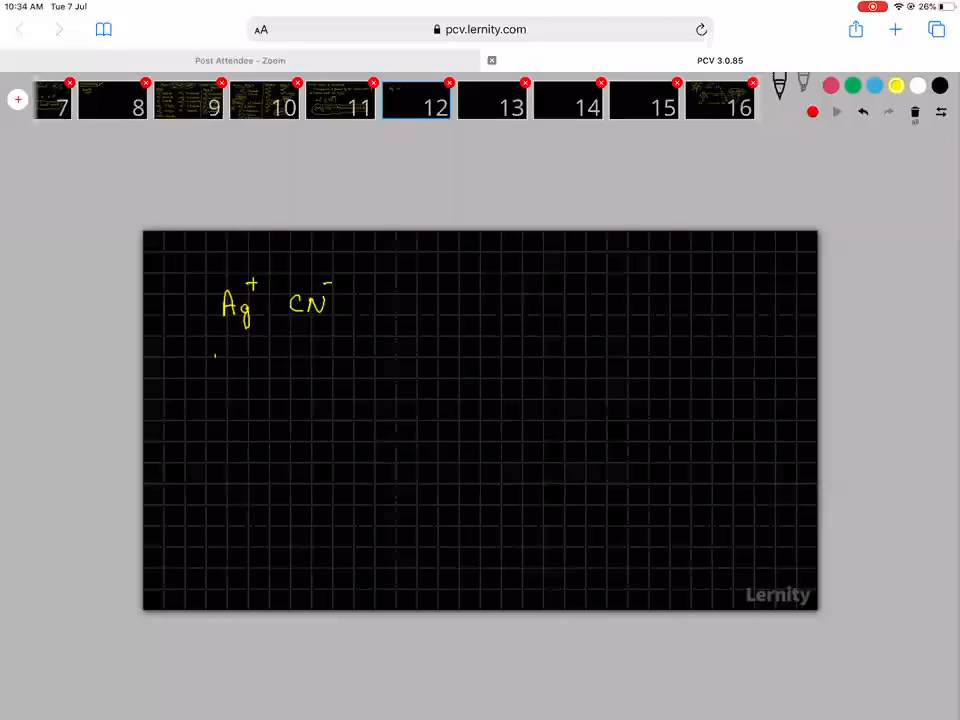 10:34 AM Tue 7 Jul
26%
AA
pcv.lernity.com
Post Attendee - Zoom
PCV 3.0.85
7 8 9 10 11 12 13 14 15 16
all
Ag⁺ CN⁻
Lernity